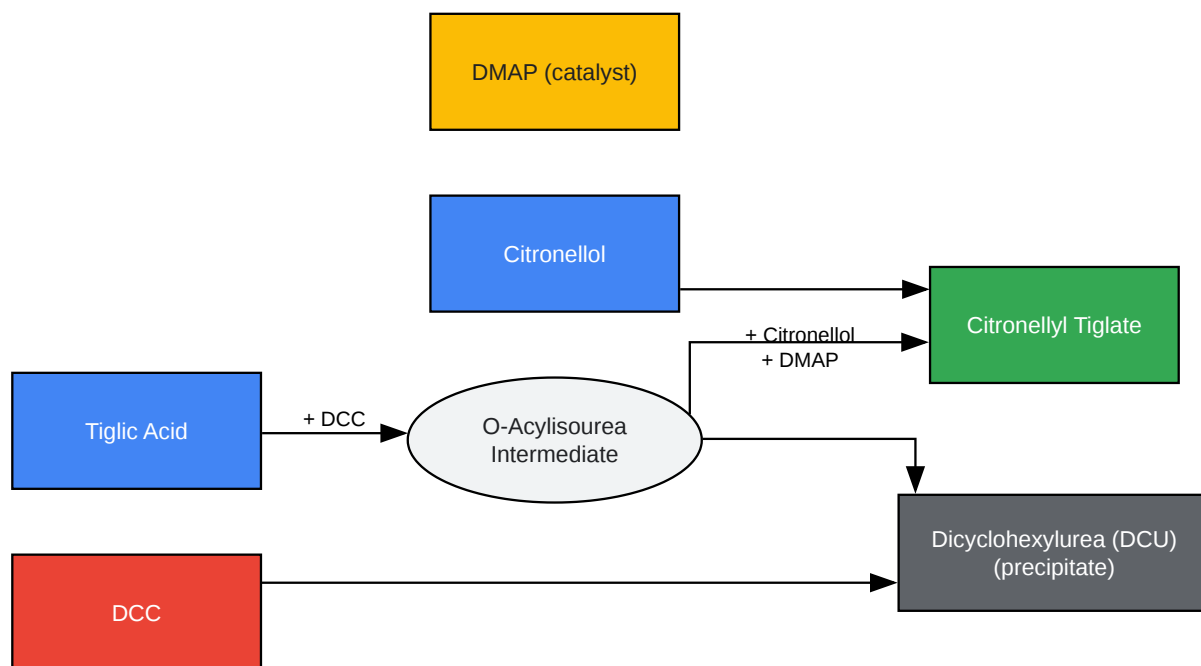 DMAP (catalyst)
Citronellol
Citronellyl Tiglate
+ Citronellol
+ DMAP
Tiglic Acid
+ DCC
O-Acylisourea
Intermediate
Dicyclohexylurea (DCU)
(precipitate)
DCC